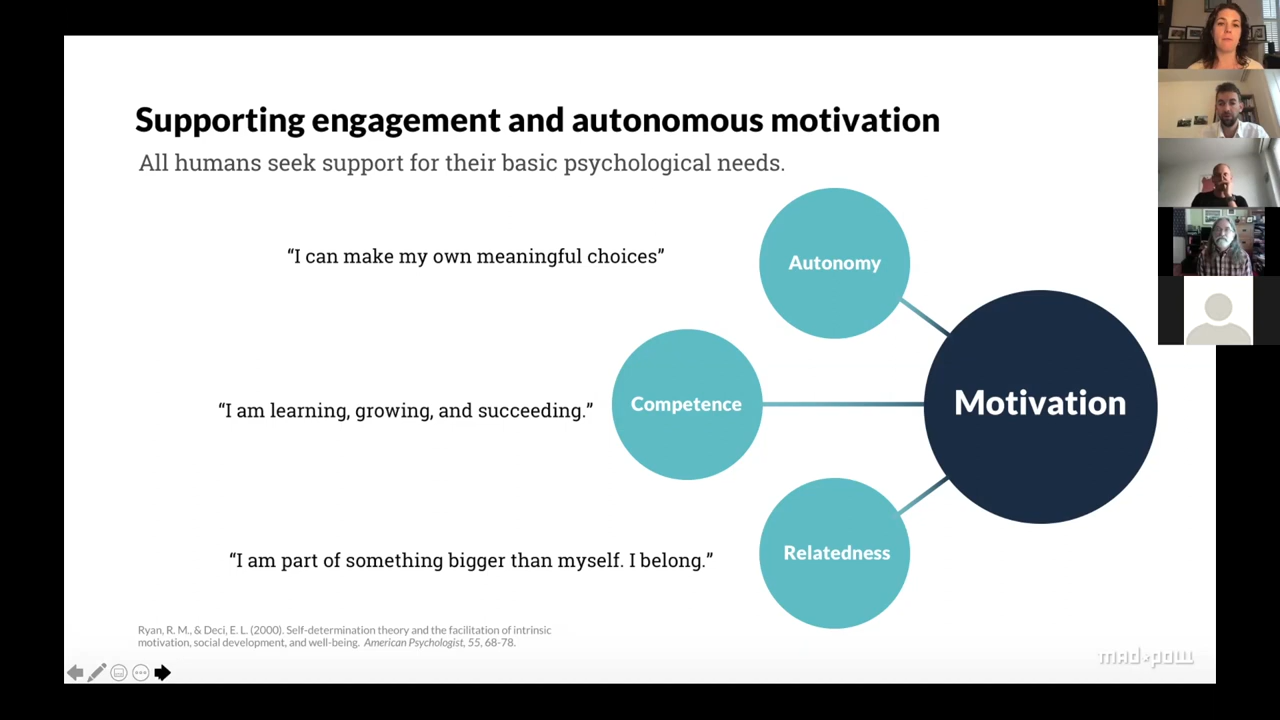 Supporting engagement and autonomous motivation
All humans seek support for their basic psychological needs.
“I can make my own meaningful choices”
Autonomy
“I am learning, growing, and succeeding.”
Competence
Motivation
“I am part of something bigger than myself. I belong.”
Relatedness
Ryan, R. M., & Deci, E. L. (2000). Self-determination theory and the facilitation of intrinsic
motivation, social development, and well-being. American Psychologist, 55, 68-78.
mad*pow